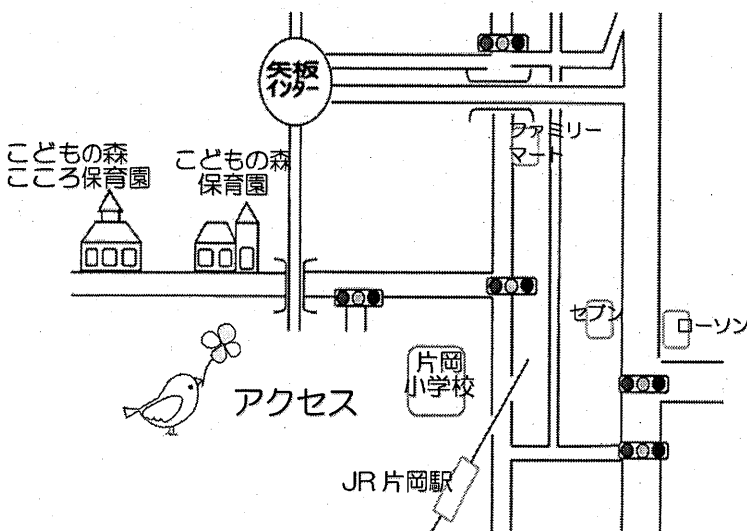 矢板
インター
ファミリー
マート
こどもの森
こころ保育園
こどもの森
保育園
セブン
ローソン
片岡
小学校
アクセス
JR片岡駅